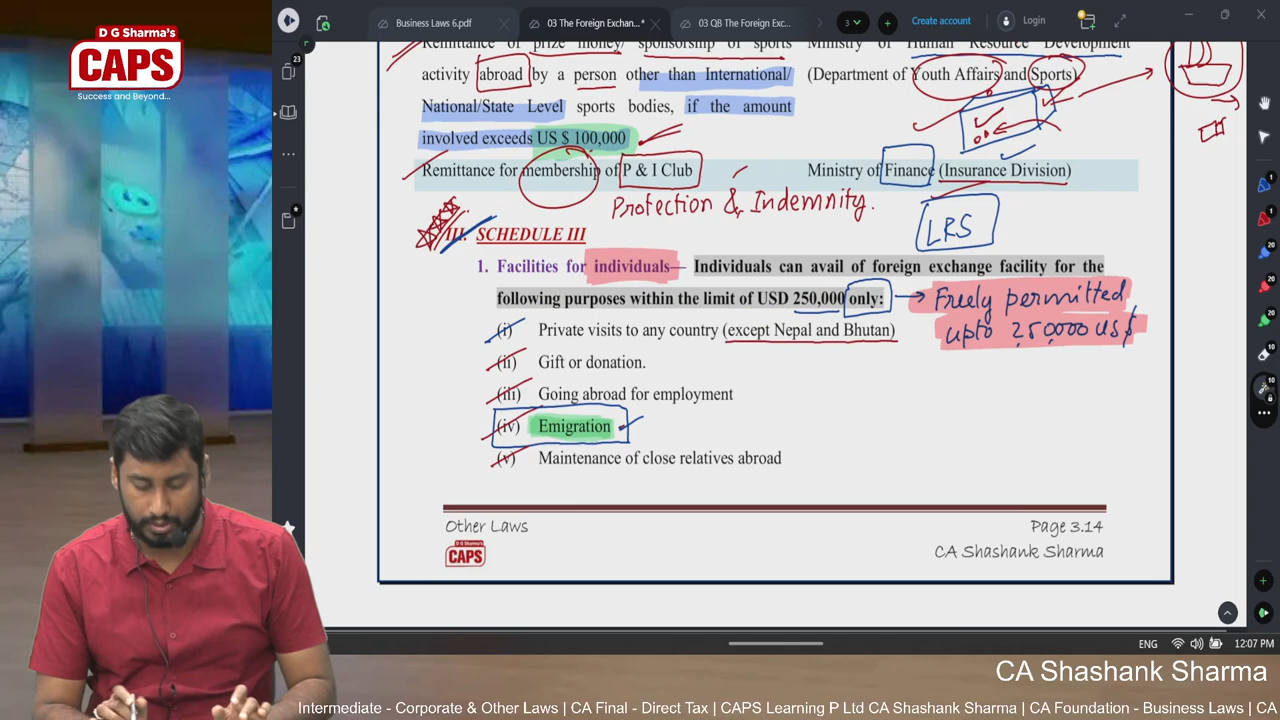 D G Sharma's
CAPS
Success and Beyond...
Business Laws 6.pdf
03 The Foreign Exchan...*
03 QB The Foreign Exc...
3
Create account
Login
23
Remittance of prize money/ sponsorship of sports
Ministry of Human Resource Development
activity abroad by a person other than International/
(Department of Youth Affairs and Sports)
National/State Level sports bodies, if the amount
involved exceeds US $ 100,000
Remittance for membership of P & I Club
Ministry of Finance (Insurance Division)
Protection & Indemnity.
LRS
III. SCHEDULE III
1. Facilities for individuals— Individuals can avail of foreign exchange facility for the
following purposes within the limit of USD 250,000 only:
Freely permitted
upto 2,50,000 US$
(i) Private visits to any country (except Nepal and Bhutan)
(ii) Gift or donation.
(iii) Going abroad for employment
(iv) Emigration
(v) Maintenance of close relatives abroad
Other Laws
Page 3.14
CAPS
CA Shashank Sharma
ENG
12:07 PM
CA Shashank Sharma
Intermediate - Corporate & Other Laws | CA Final - Direct Tax | CAPS Learning P Ltd CA Shashank Sharma | CA Foundation - Business Laws | CA